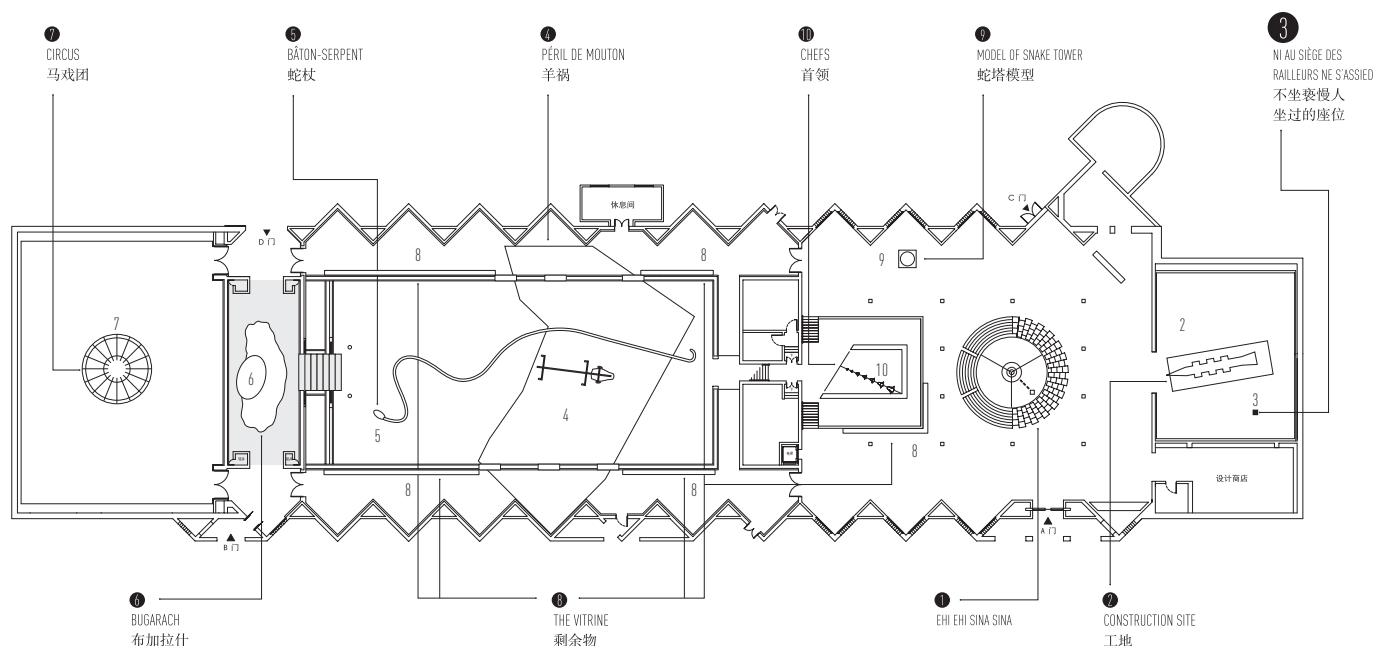 7
CIRCUS
马戏团
5
BÂTON-SERPENT
蛇杖
4
PÉRIL DE MOUTON
羊祸
10
CHEFS
首领
9
MODEL OF SNAKE TOWER
蛇塔模型
3
NI AU SIÈGE DES
RAILLEURS NE S'ASSIED
不坐亵慢人
坐过的座位
休息间
C 门
D 门
8
8
9
7
2
6
10
3
4
5
8
8
8
设计商店
B 门
A 门
6
BUGARACH
布加拉什
8
THE VITRINE
剩余物
1
EHI EHI SINA SINA
2
CONSTRUCTION SITE
工地